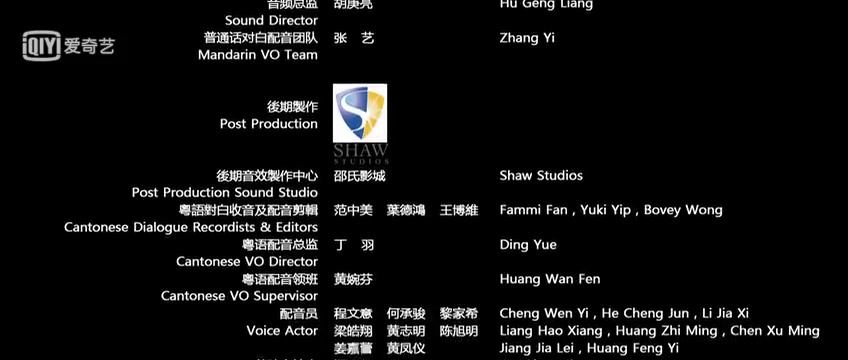 音频总监 胡庚亮 Hu Geng Liang
Sound Director
iQIYI 爱奇艺
普通话对白配音团队 张 艺 Zhang Yi
Mandarin VO Team
後期製作
Post Production
S
SHAW
STUDIOS
後期音效製作中心 邵氏影城 Shaw Studios
Post Production Sound Studio
粵語對白收音及配音剪輯 范中美 葉德鴻 王博維 Fammi Fan , Yuki Yip , Bovey Wong
Cantonese Dialogue Recordists & Editors
粤语配音总监 丁 羽 Ding Yue
Cantonese VO Director
粤语配音领班 黄婉芬 Huang Wan Fen
Cantonese VO Supervisor
配音员 程文意 何承骏 黎家希 Cheng Wen Yi , He Cheng Jun , Li Jia Xi
Voice Actor 梁皓翔 黄志明 陈旭明 Liang Hao Xiang , Huang Zhi Ming , Chen Xu Ming
姜嘉蕾 黄凤仪 Jiang Jia Lei , Huang Feng Yi